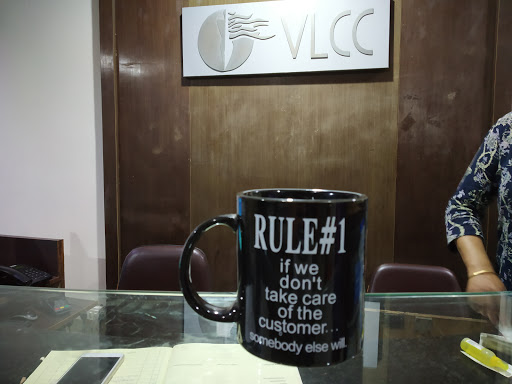 VLCC
RULE#1
if we
don't
take care
of the
customer...
somebody else will.